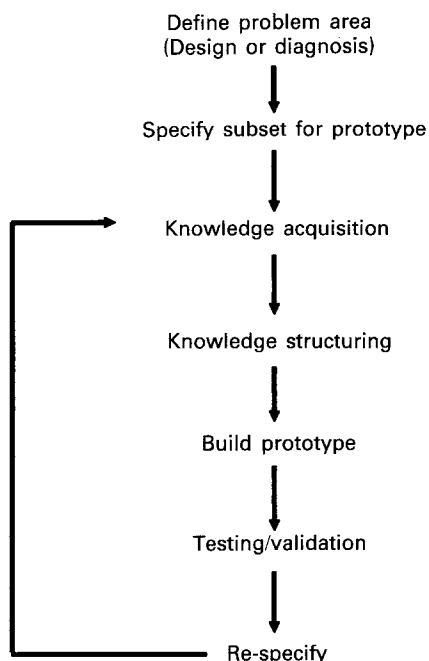 Define problem area
(Design or diagnosis)
Specify subset for prototype
Knowledge acquisition
Knowledge structuring
Build prototype
Testing/validation
Re-specify